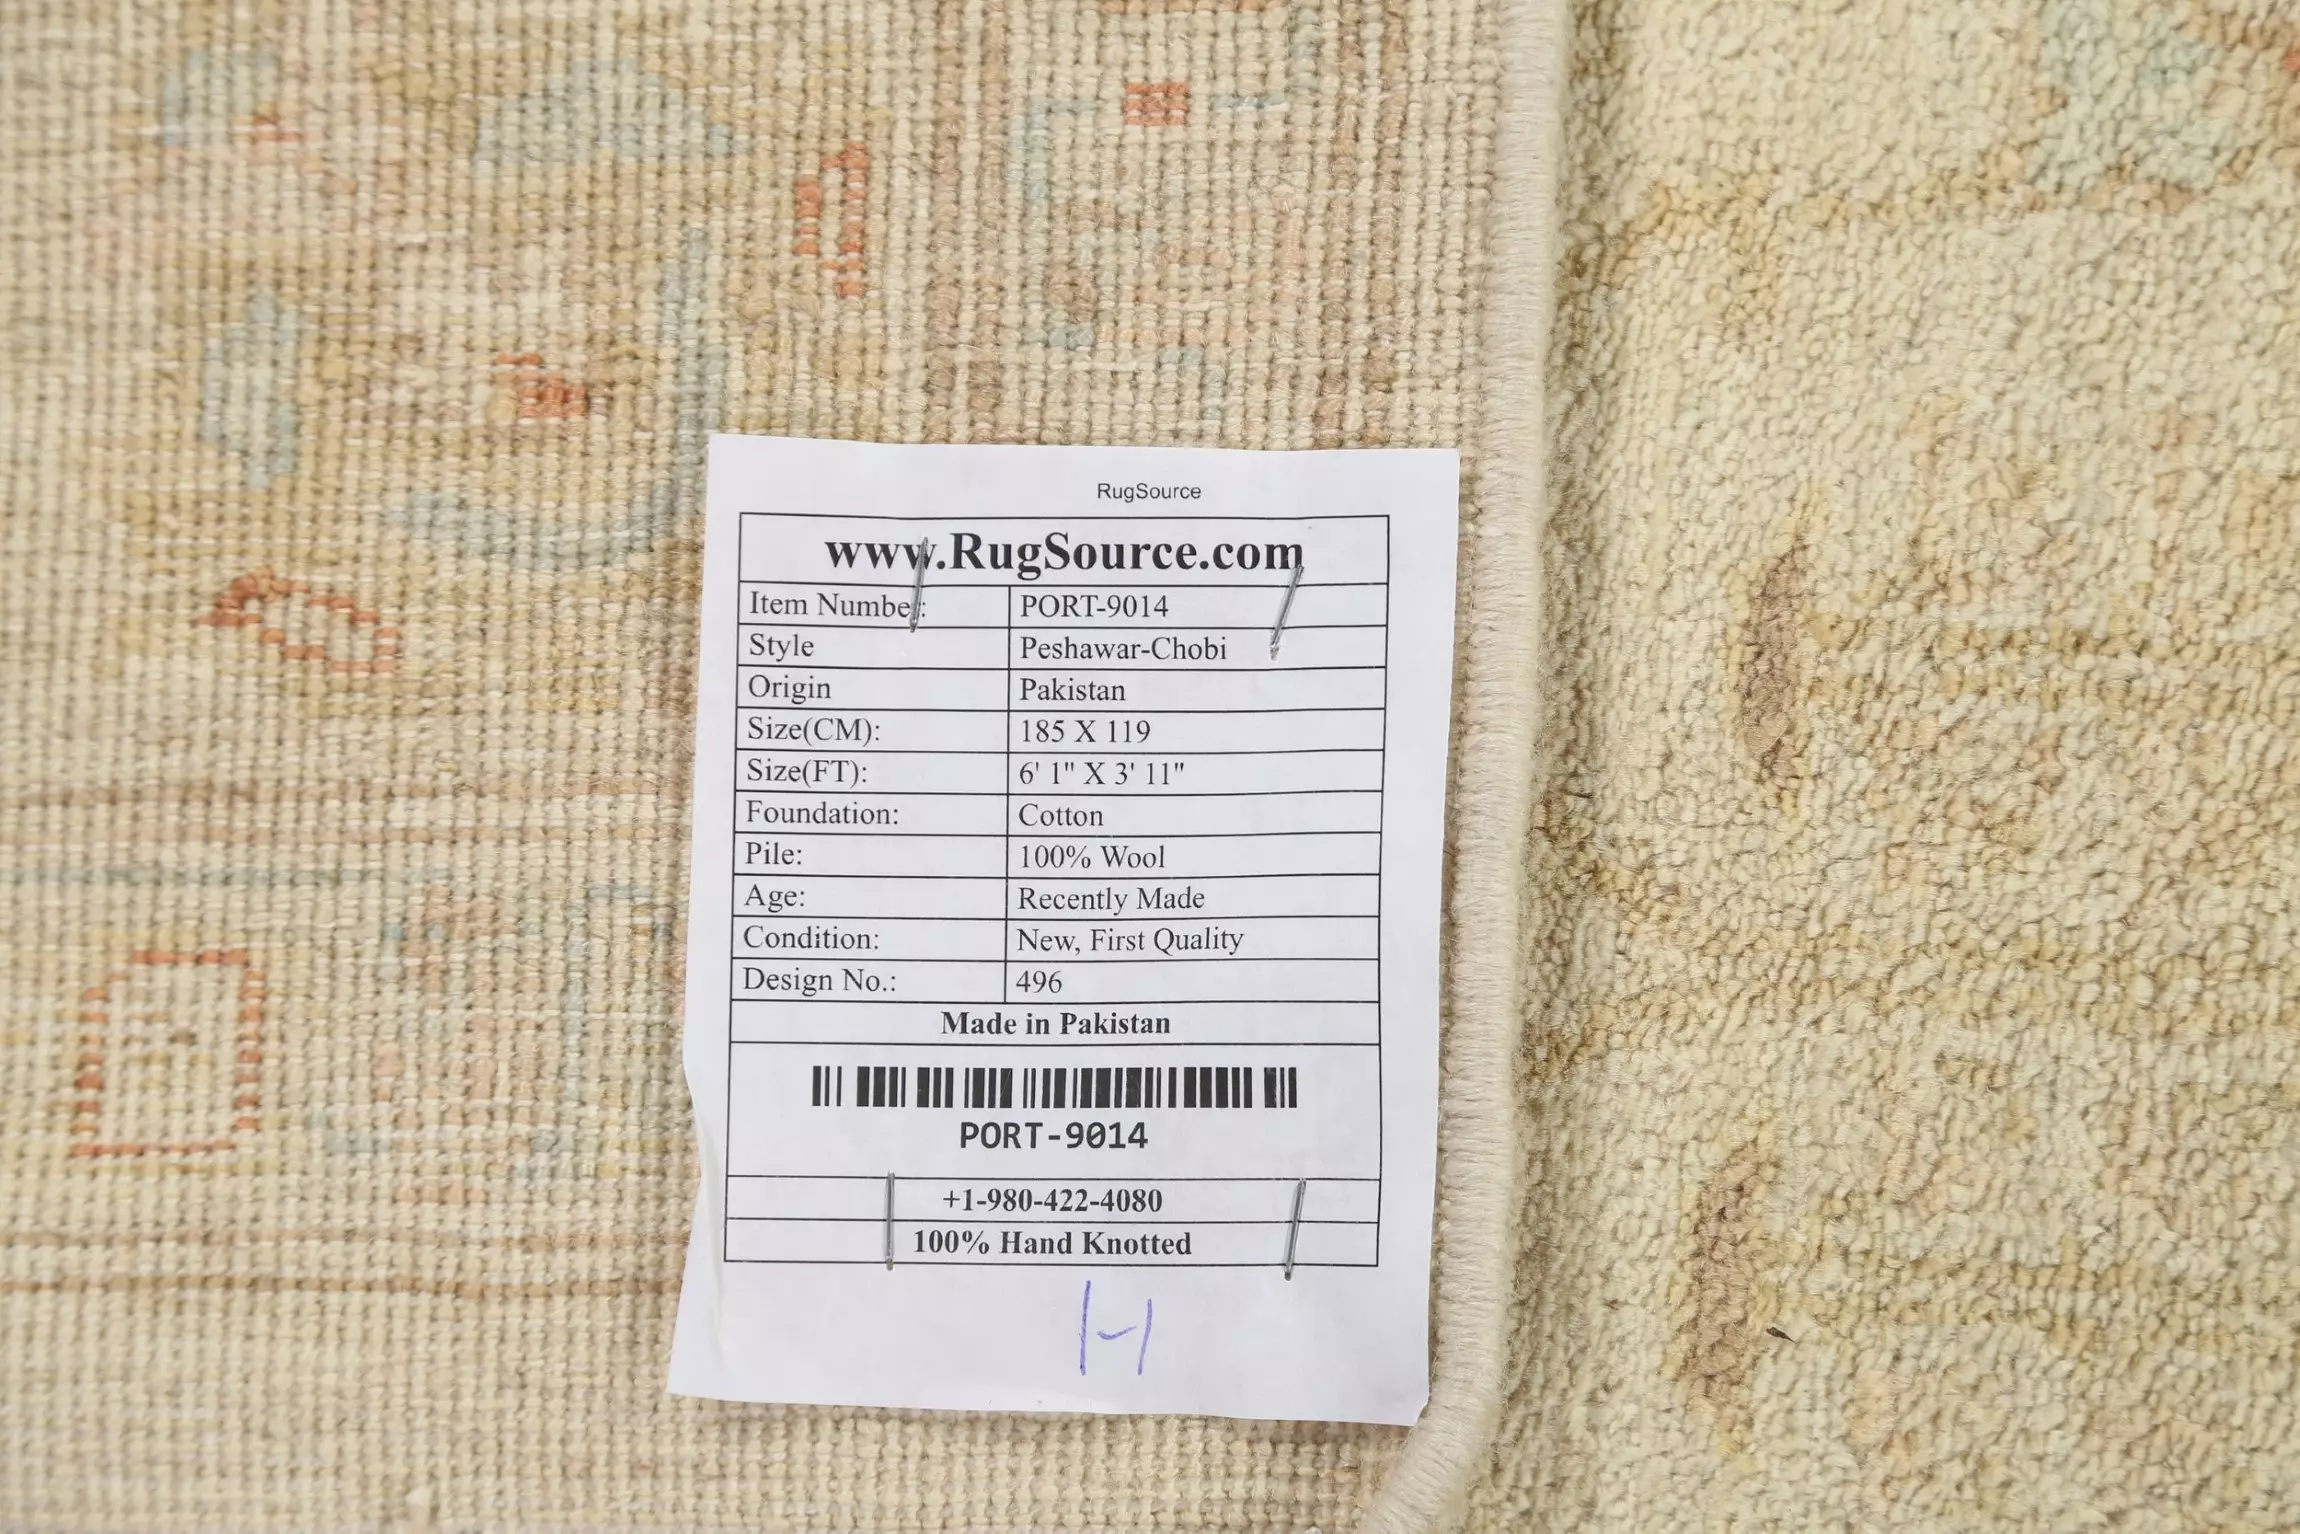 RugSource
www.RugSource.com
Item Number: PORT-9014
Style Peshawar-Chobi
Origin Pakistan
Size(CM): 185 X 119
Size(FT): 6' 1" X 3' 11"
Foundation: Cotton
Pile: 100% Wool
Age: Recently Made
Condition: New, First Quality
Design No.: 496
Made in Pakistan
PORT-9014
+1-980-422-4080
100% Hand Knotted
H